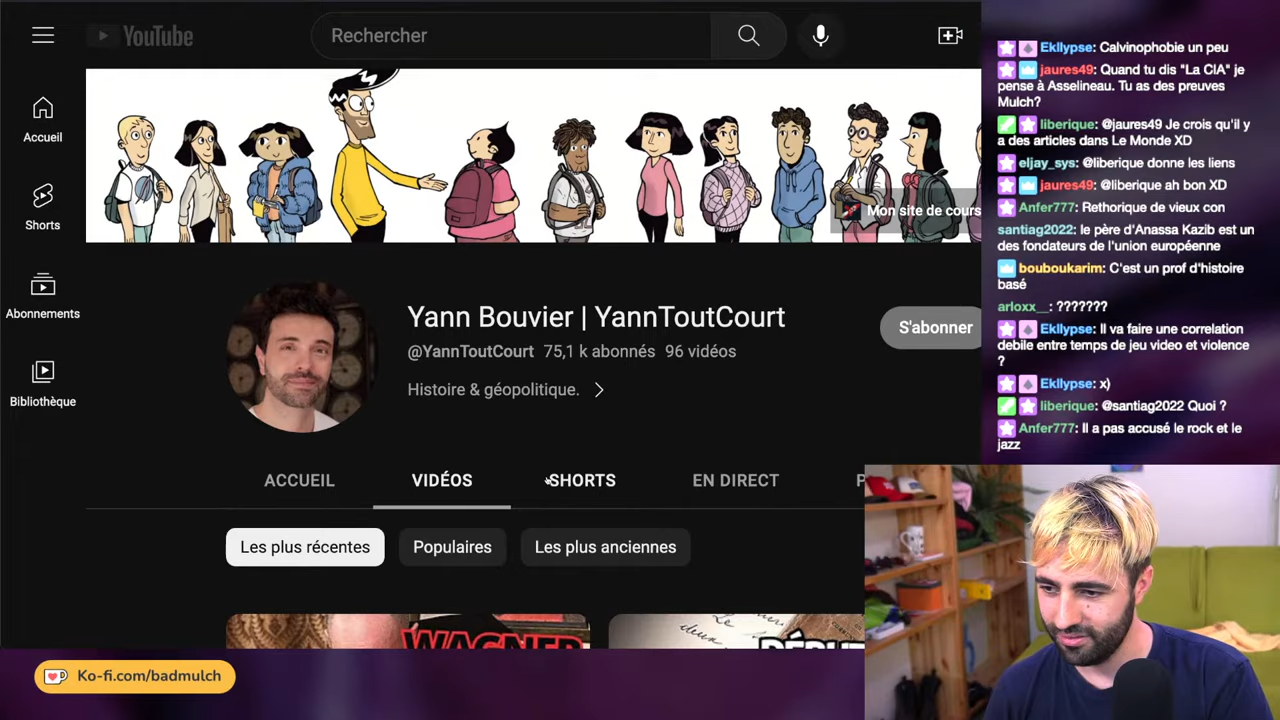 YouTube
Rechercher
Accueil
Shorts
Abonnements
Bibliothèque
Mon site de cours
Yann Bouvier | YannToutCourt
@YannToutCourt 75,1 k abonnés 96 vidéos
Histoire & géopolitique.
S'abonner
ACCUEIL VIDÉOS SHORTS EN DIRECT P
Les plus récentes Populaires Les plus anciennes
WAGNER
DÉBU
Ko-fi.com/badmulch
Ekllypse: Calvinophobie un peu
jaures49: Quand tu dis "La CIA" je
pense à Asselineau. Tu as des preuves
Mulch?
liberique: @jaures49 Je crois qu'il y
a des articles dans Le Monde XD
eljay_sys: @liberique donne les liens
jaures49: @liberique ah bon XD
Anfer777: Rethorique de vieux con
santiag2022: le père d'Anassa Kazib est un
des fondateurs de l'union européenne
bouboukarim: C'est un prof d'histoire
basé
arloxx__: ???????
Ekllypse: Il va faire une correlation
debile entre temps de jeu video et violence
?
Ekllypse: x)
liberique: @santiag2022 Quoi ?
Anfer777: Il a pas accusé le rock et le
jazz